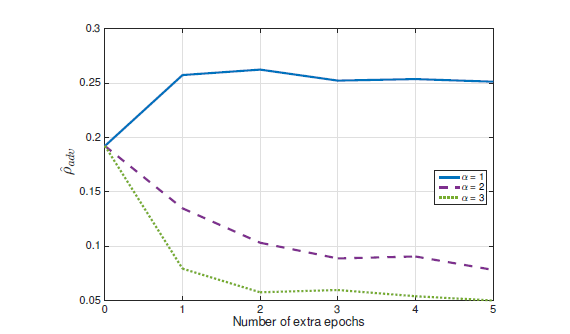 0.3
0.25
0.2
0.15
0.1
0.05
0 1 2 3 4 5
ρ̂adv
Number of extra epochs
α = 1
α = 2
α = 3